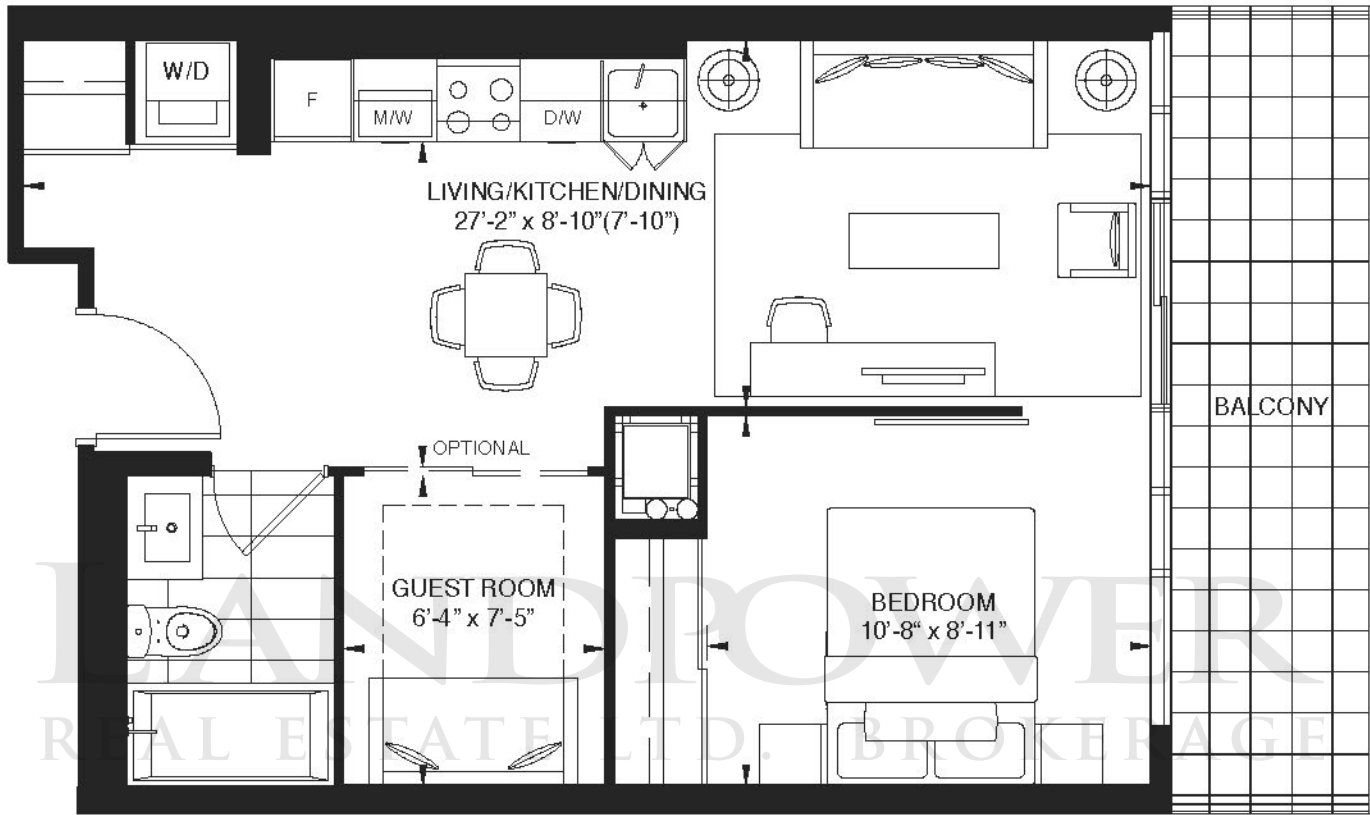 W/D
F
M/W
D/W
LIVING/KITCHEN/DINING
27'-2" x 8'-10"(7'-10")
BALCONY
OPTIONAL
GUEST ROOM
6'-4" x 7'-5"
BEDROOM
10'-8" x 8'-11"
LANDPOWER
REAL ESTATE LTD. BROKERAGE